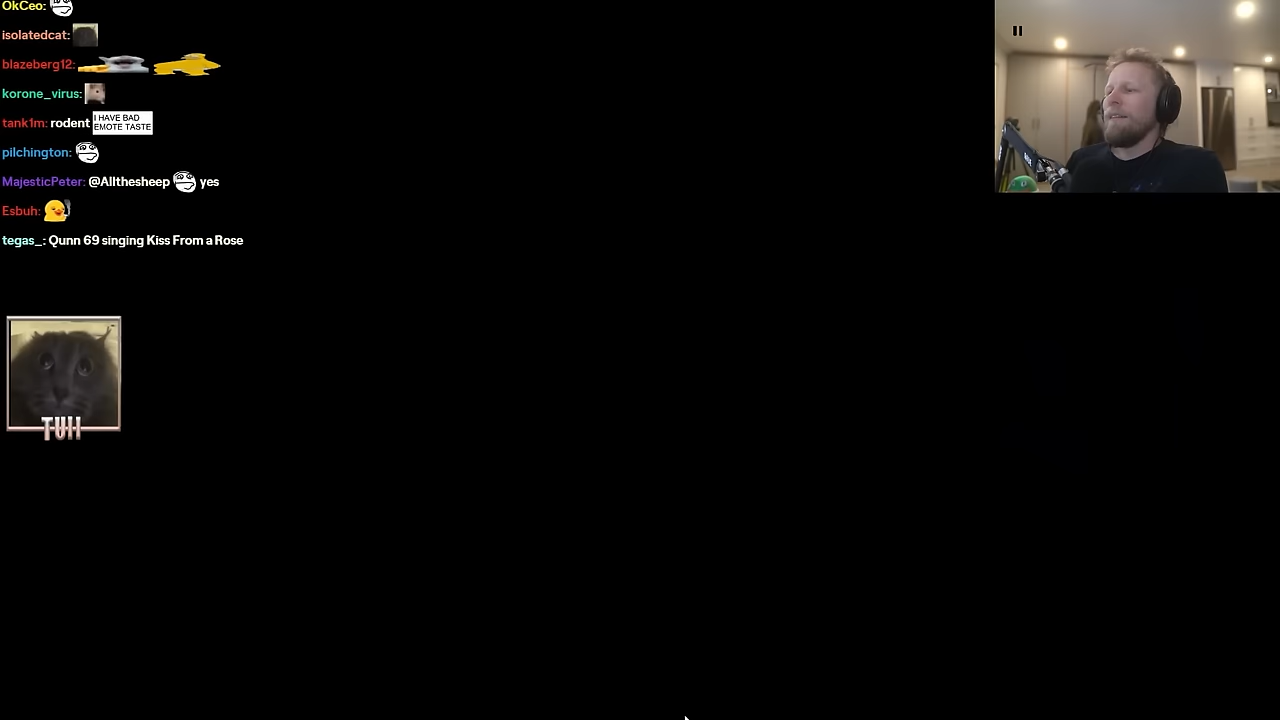 OkCeo:
isolatedcat:
blazeberg12:
korone_virus:
tank1m: rodent I HAVE BAD EMOTE TASTE
pilchington:
MajesticPeter: @Allthesheep yes
Esbuh:
tegas_: Qunn 69 singing Kiss From a Rose
TUH